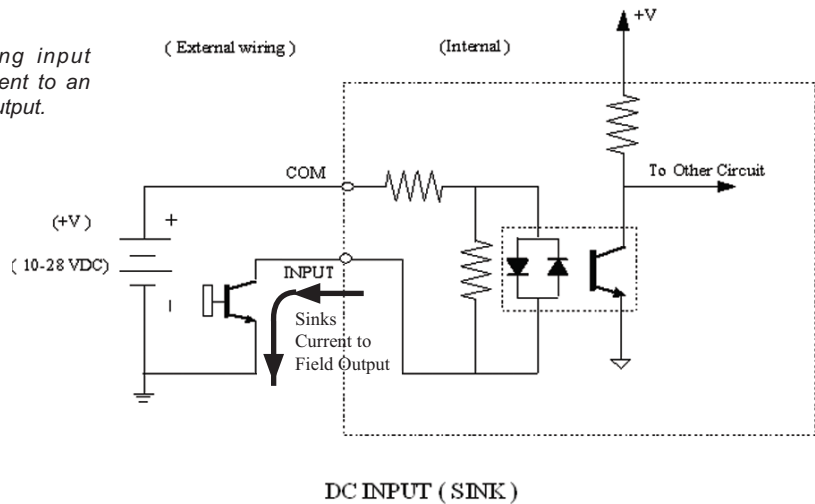 ng input
ent to an
utput.
( External wiring )
(Internal )
+V
COM
To Other Circuit
(+V )
+
( 10-28 VDC)
INPUT
Sinks
Current to
Field Output
DC INPUT ( SINK )